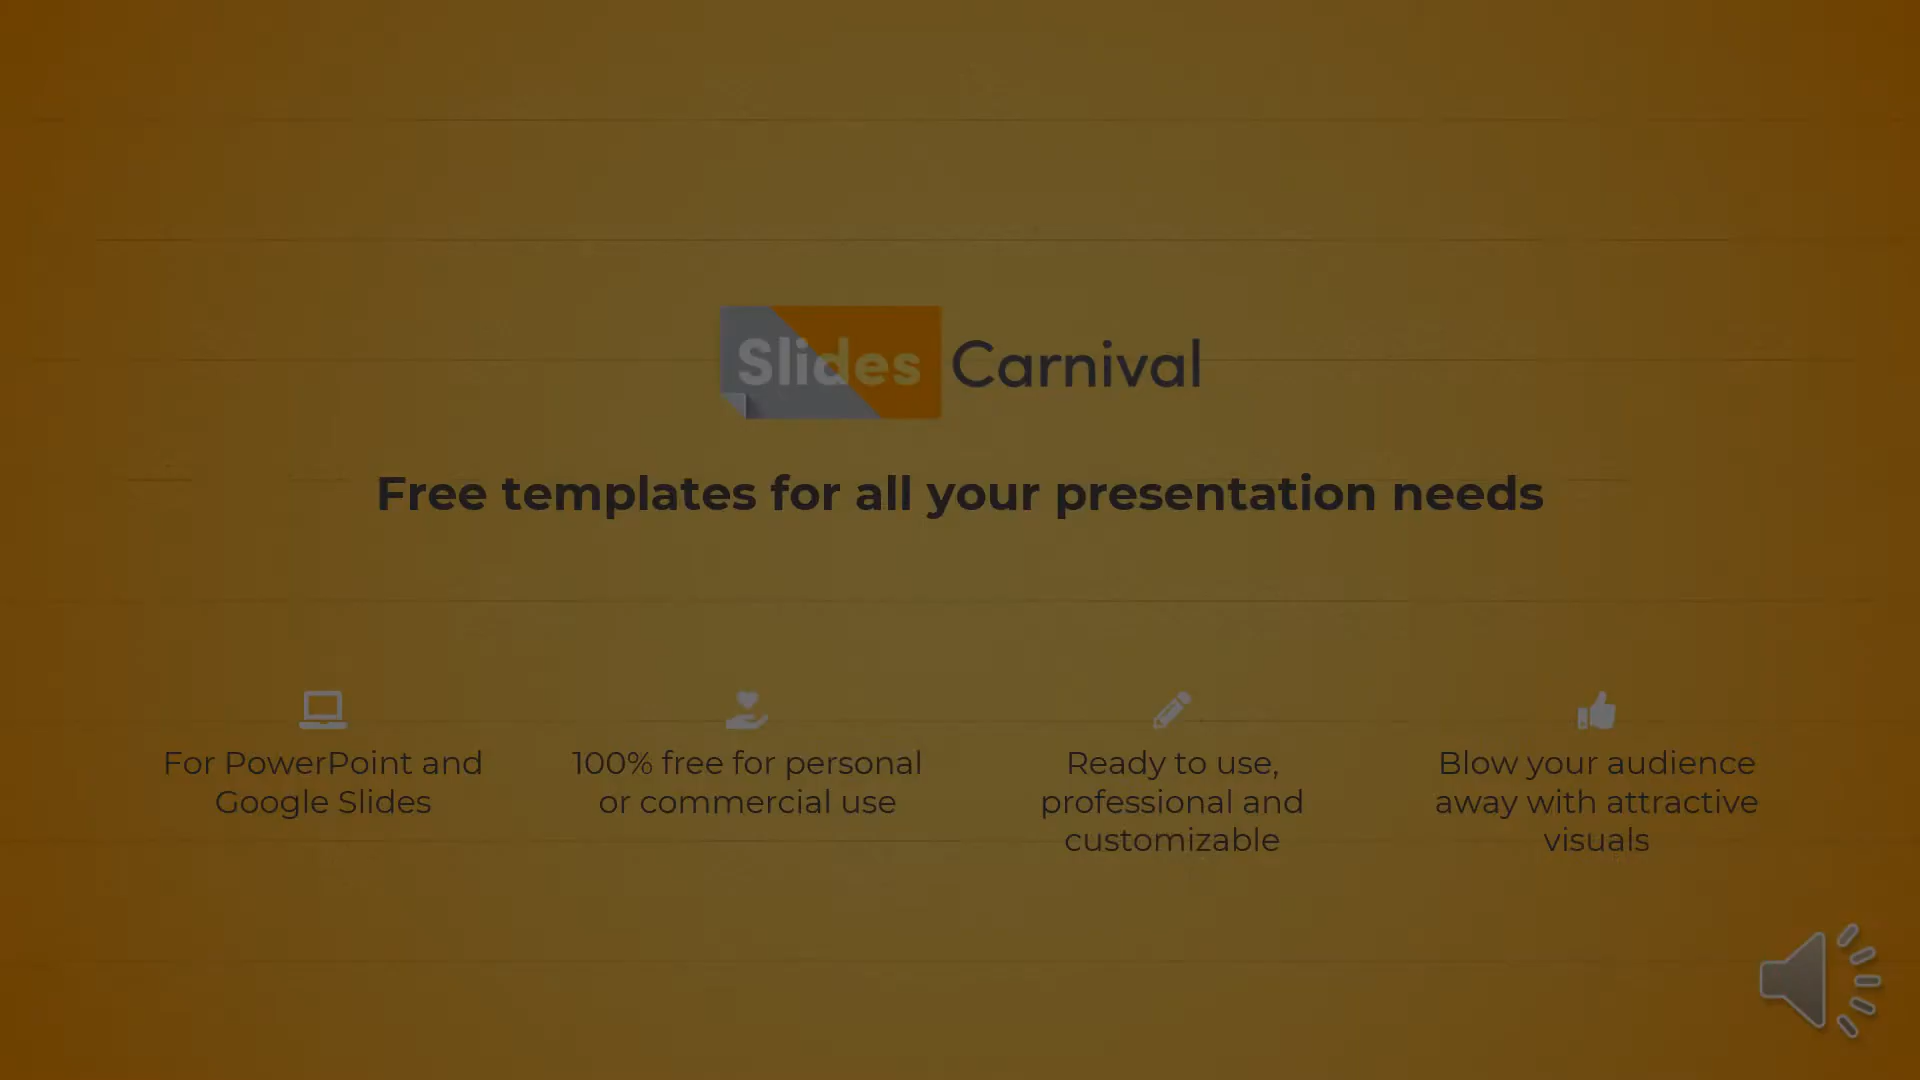 Slides Carnival
Free templates for all your presentation needs
For PowerPoint and
Google Slides
100% free for personal
or commercial use
Ready to use,
professional and
customizable
Blow your audience
away with attractive
visuals